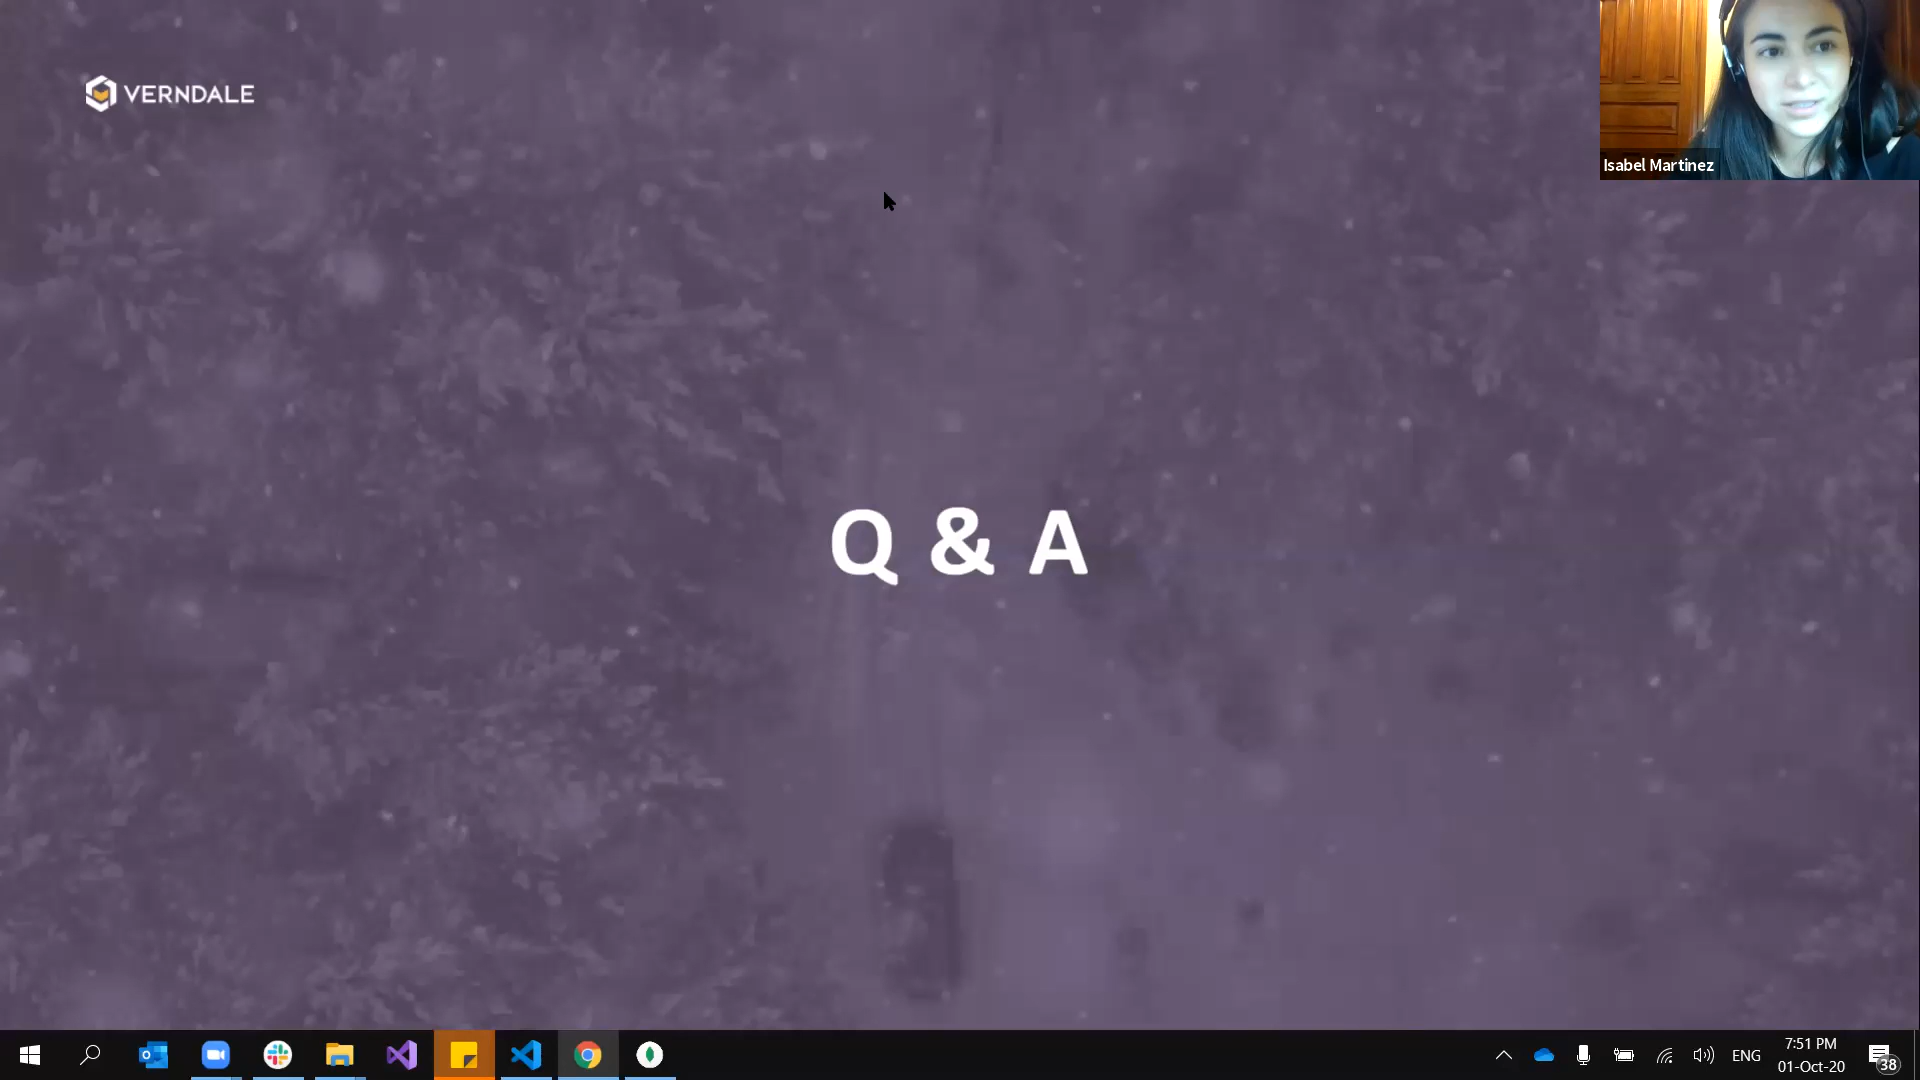 VERNDALE
Isabel Martinez
Q & A
ENG
7:51 PM
01-Oct-20
38